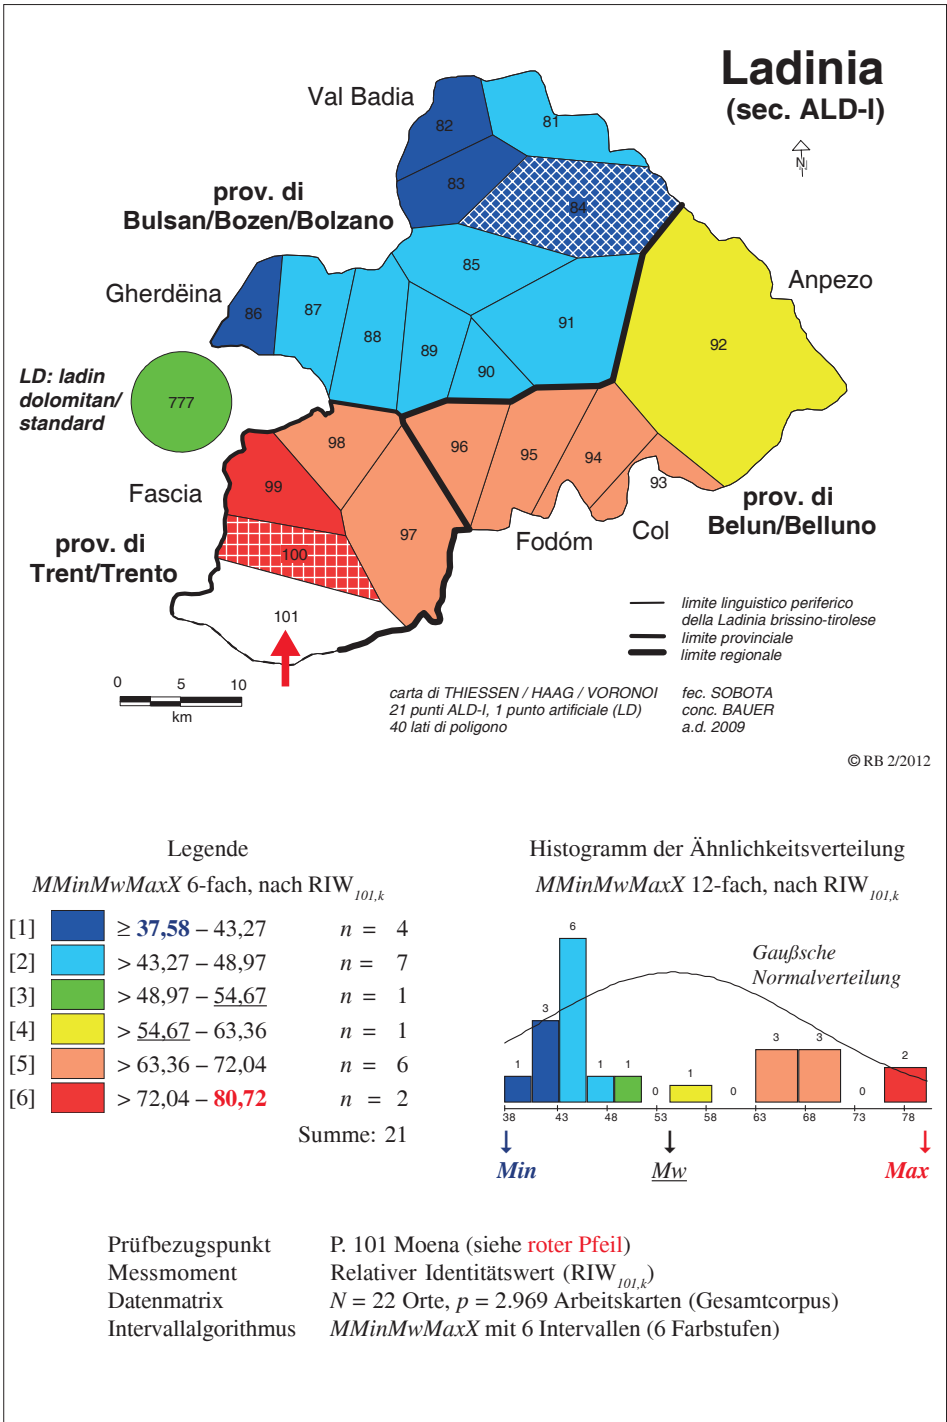 Ladinia
(sec. ALD-I)
N
Val Badia
prov. di
Bulsan/Bozen/Bolzano
Gherdëina
Anpezo
LD: ladin
dolomitan/
standard
777
Fascia
prov. di
Trent/Trento
Fodóm
Col
prov. di
Belun/Belluno
81
82
83
84
85
86
87
88
89
90
91
92
93
94
95
96
97
98
99
100
101
limite linguistico periferico
della Ladinia brissino-tirolese
limite provinciale
limite regionale
0 5 10
km
carta di THIESSEN / HAAG / VORONOI
21 punti ALD-I, 1 punto artificiale (LD)
40 lati di poligono
fec. SOBOTA
conc. BAUER
a.d. 2009
© RB 2/2012
Legende
MMinMwMaxX 6-fach, nach RIW101,k
[1] ≥ 37,58 – 43,27 n = 4
[2] > 43,27 – 48,97 n = 7
[3] > 48,97 – 54,67 n = 1
[4] > 54,67 – 63,36 n = 1
[5] > 63,36 – 72,04 n = 6
[6] > 72,04 – 80,72 n = 2
Summe: 21
Histogramm der Ähnlichkeitsverteilung
MMinMwMaxX 12-fach, nach RIW101,k
Gaußsche
Normalverteilung
1 3 6 1 1 0 1 0 3 3 0 2
38 43 48 53 58 63 68 73 78
Min Mw Max
Prüfbezugspunkt P. 101 Moena (siehe roter Pfeil)
Messmoment Relativer Identitätswert (RIW101,k)
Datenmatrix N = 22 Orte, p = 2.969 Arbeitskarten (Gesamtcorpus)
Intervallalgorithmus MMinMwMaxX mit 6 Intervallen (6 Farbstufen)